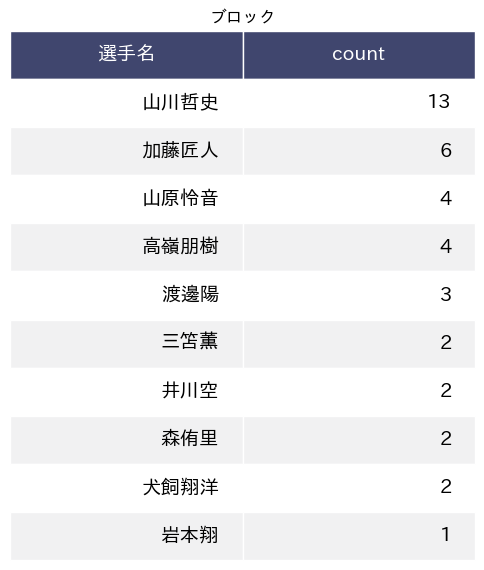 ブロック
選手名 count
山川哲史 13
加藤匠人 6
山原怜音 4
高嶺朋樹 4
渡邊陽 3
三笘薫 2
井川空 2
森侑里 2
犬飼翔洋 2
岩本翔 1